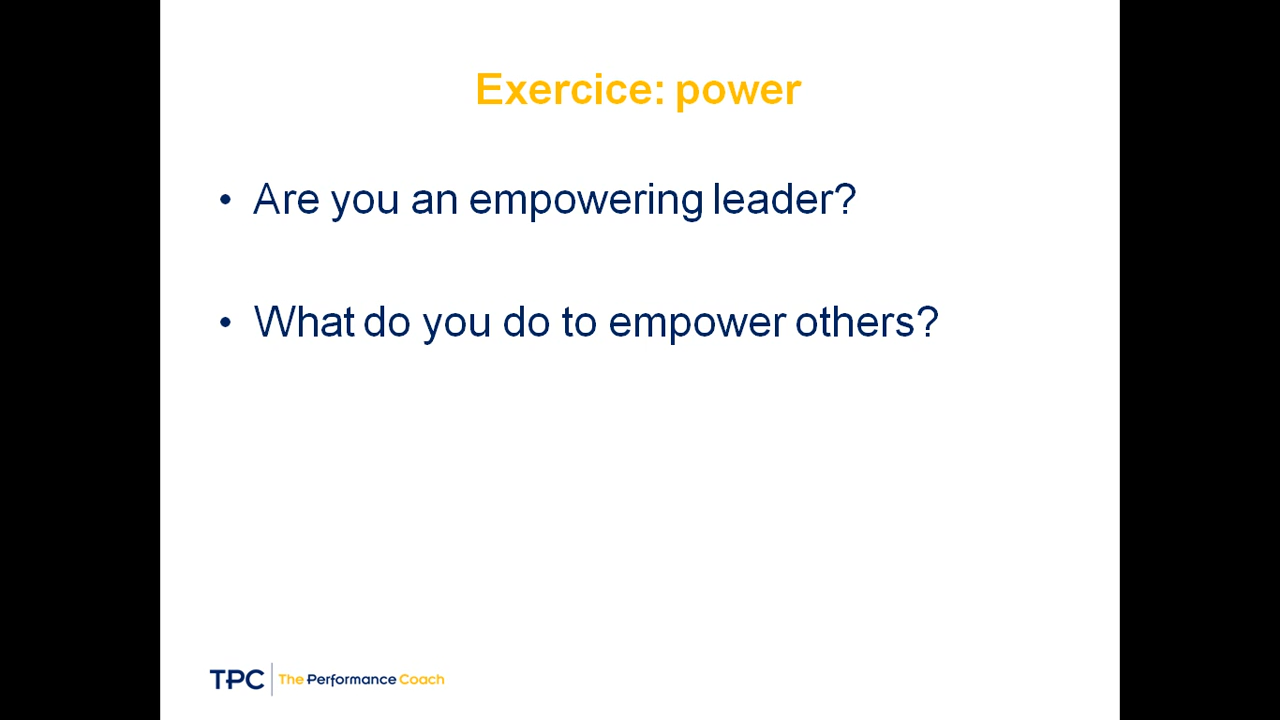 Exercice: power
• Are you an empowering leader?
• What do you do to empower others?
TPC The Performance Coach